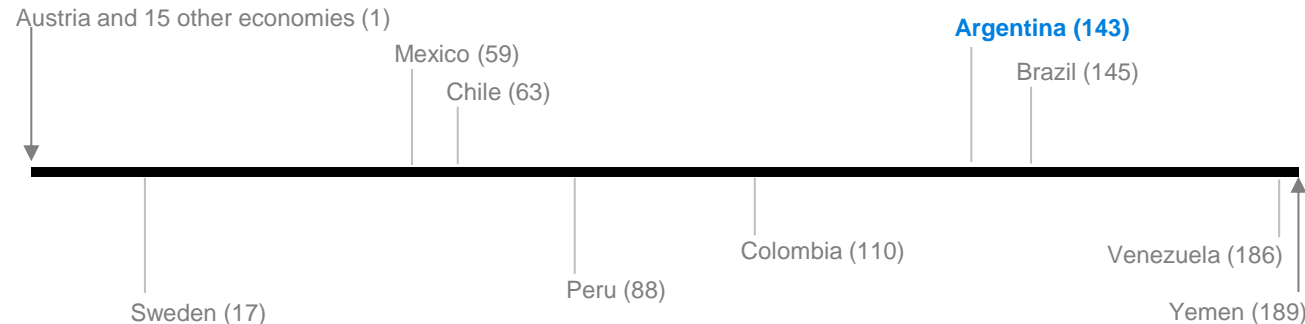 Austria and 15 other economies (1)
Argentina (143)
Mexico (59)
Brazil (145)
Chile (63)
Colombia (110)
Venezuela (186)
Peru (88)
Sweden (17)
Yemen (189)